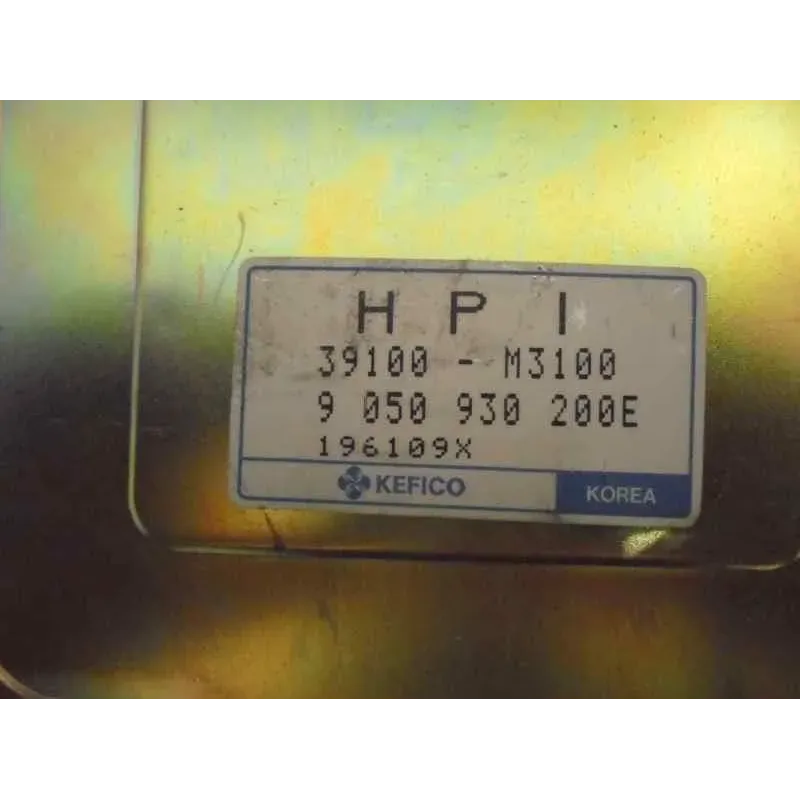 H P I
39100 - M3100
9 050 930 200E
196109X
KEFICO KOREA